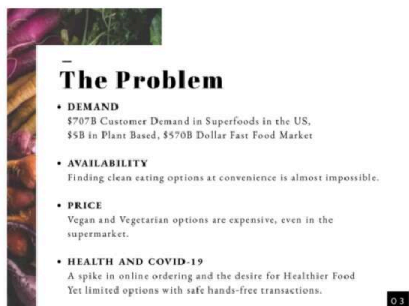 The Problem
• DEMAND
$707B Customer Demand in Superfoods in the US,
$5B in Plant Based, $570B Dollar Fast Food Market
• AVAILABILITY
Finding clean eating options at convenience is almost impossible.
• PRICE
Vegan and Vegetarian options are expensive, even in the
supermarket.
• HEALTH AND COVID-19
A spike in online ordering and the desire for Healthier Food
Yet limited options with safe hands-free transactions.
03